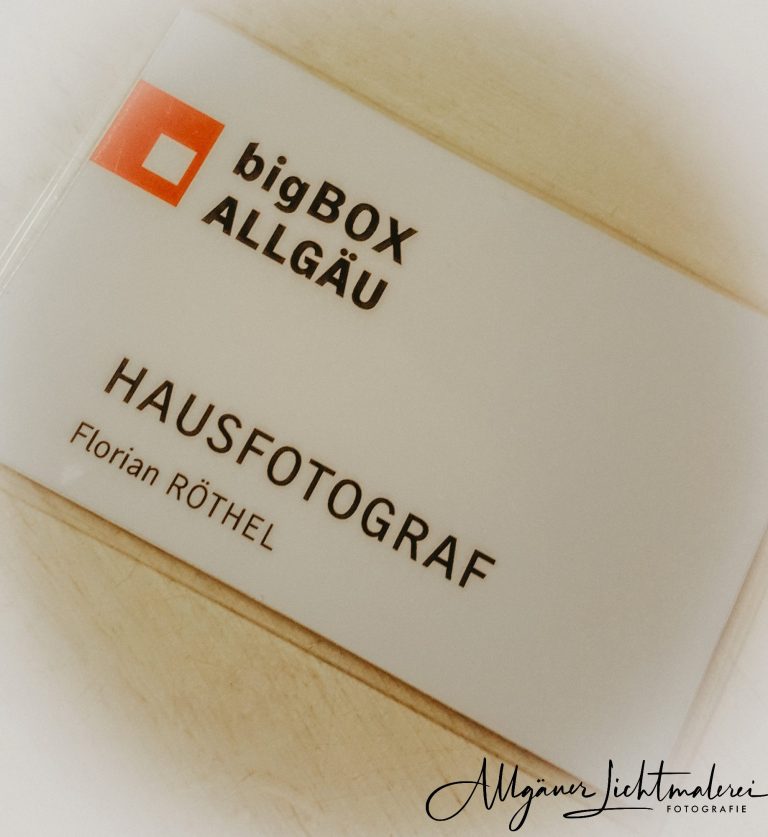 bigBOX
ALLGÄU
HAUSFOTOGRAF
Florian RÖTHEL
Allgäuer Lichtmalerei
FOTOGRAFIE